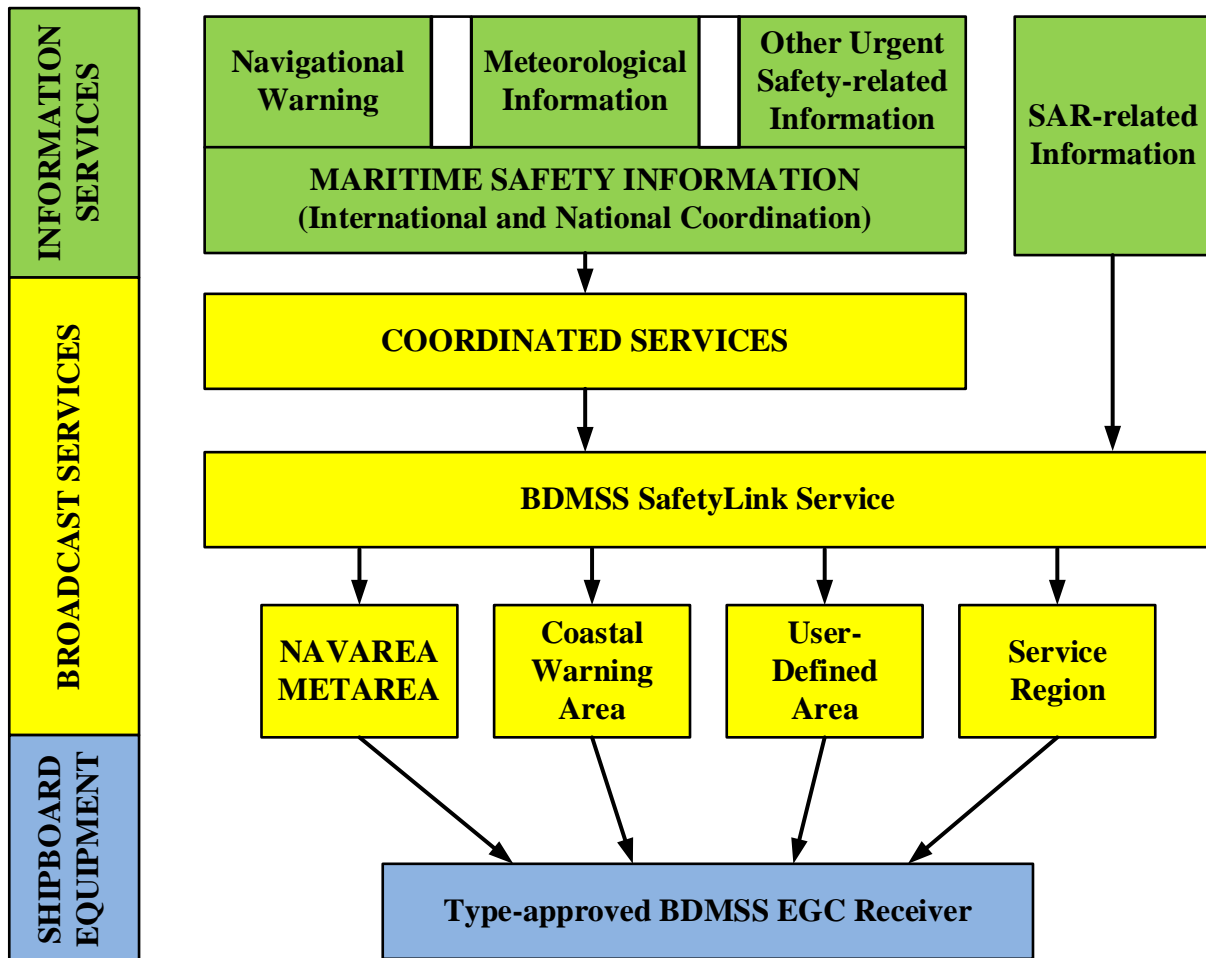 INFORMATION
SERVICES
Navigational
Warning
Meteorological
Information
Other Urgent
Safety-related
Information
SAR-related
Information
MARITIME SAFETY INFORMATION
(International and National Coordination)
BROADCAST SERVICES
COORDINATED SERVICES
BDMSS SafetyLink Service
NAVAREA
METAREA
Coastal
Warning
Area
User-
Defined
Area
Service
Region
SHIPBOARD
EQUIPMENT
Type-approved BDMSS EGC Receiver